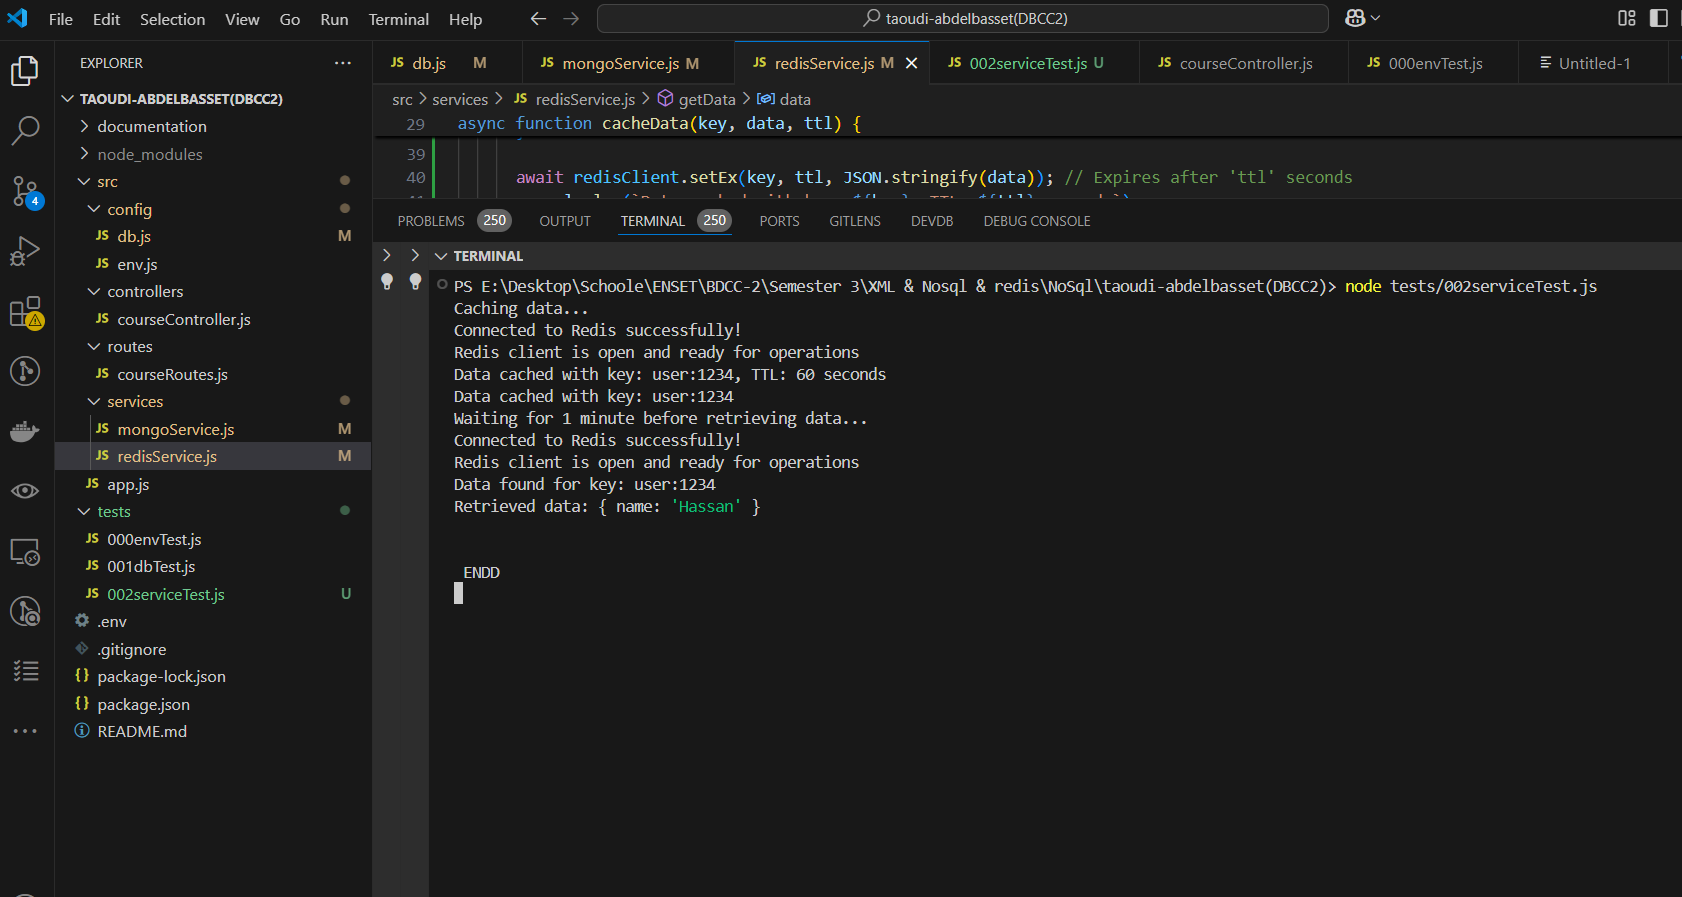 File Edit Selection View Go Run Terminal Help
taoudi-abdelbasset(DBCC2)
EXPLORER
TAOUDI-ABDELBASSET(DBCC2)
documentation
node_modules
src
config
JS db.js M
JS env.js
controllers
JS courseController.js
routes
JS courseRoutes.js
services
JS mongoService.js M
JS redisService.js M
JS app.js
tests
JS 000envTest.js
JS 001dbTest.js
JS 002serviceTest.js U
.env
.gitignore
{} package-lock.json
{} package.json
README.md
4
JS db.js M JS mongoService.js M JS redisService.js M JS 002serviceTest.js U JS courseController.js JS 000envTest.js Untitled-1
src > services > JS redisService.js > getData > data
29 async function cacheData(key, data, ttl) {
39
40 await redisClient.setEx(key, ttl, JSON.stringify(data)); // Expires after 'ttl' seconds
PROBLEMS 250 OUTPUT TERMINAL 250 PORTS GITLENS DEVDB DEBUG CONSOLE
TERMINAL
PS E:\Desktop\Schoole\ENSET\BDCC-2\Semester 3\XML & Nosql & redis\NoSql\taoudi-abdelbasset(DBCC2)> node tests/002serviceTest.js
Caching data...
Connected to Redis successfully!
Redis client is open and ready for operations
Data cached with key: user:1234, TTL: 60 seconds
Data cached with key: user:1234
Waiting for 1 minute before retrieving data...
Connected to Redis successfully!
Redis client is open and ready for operations
Data found for key: user:1234
Retrieved data: { name: 'Hassan' }
ENDD